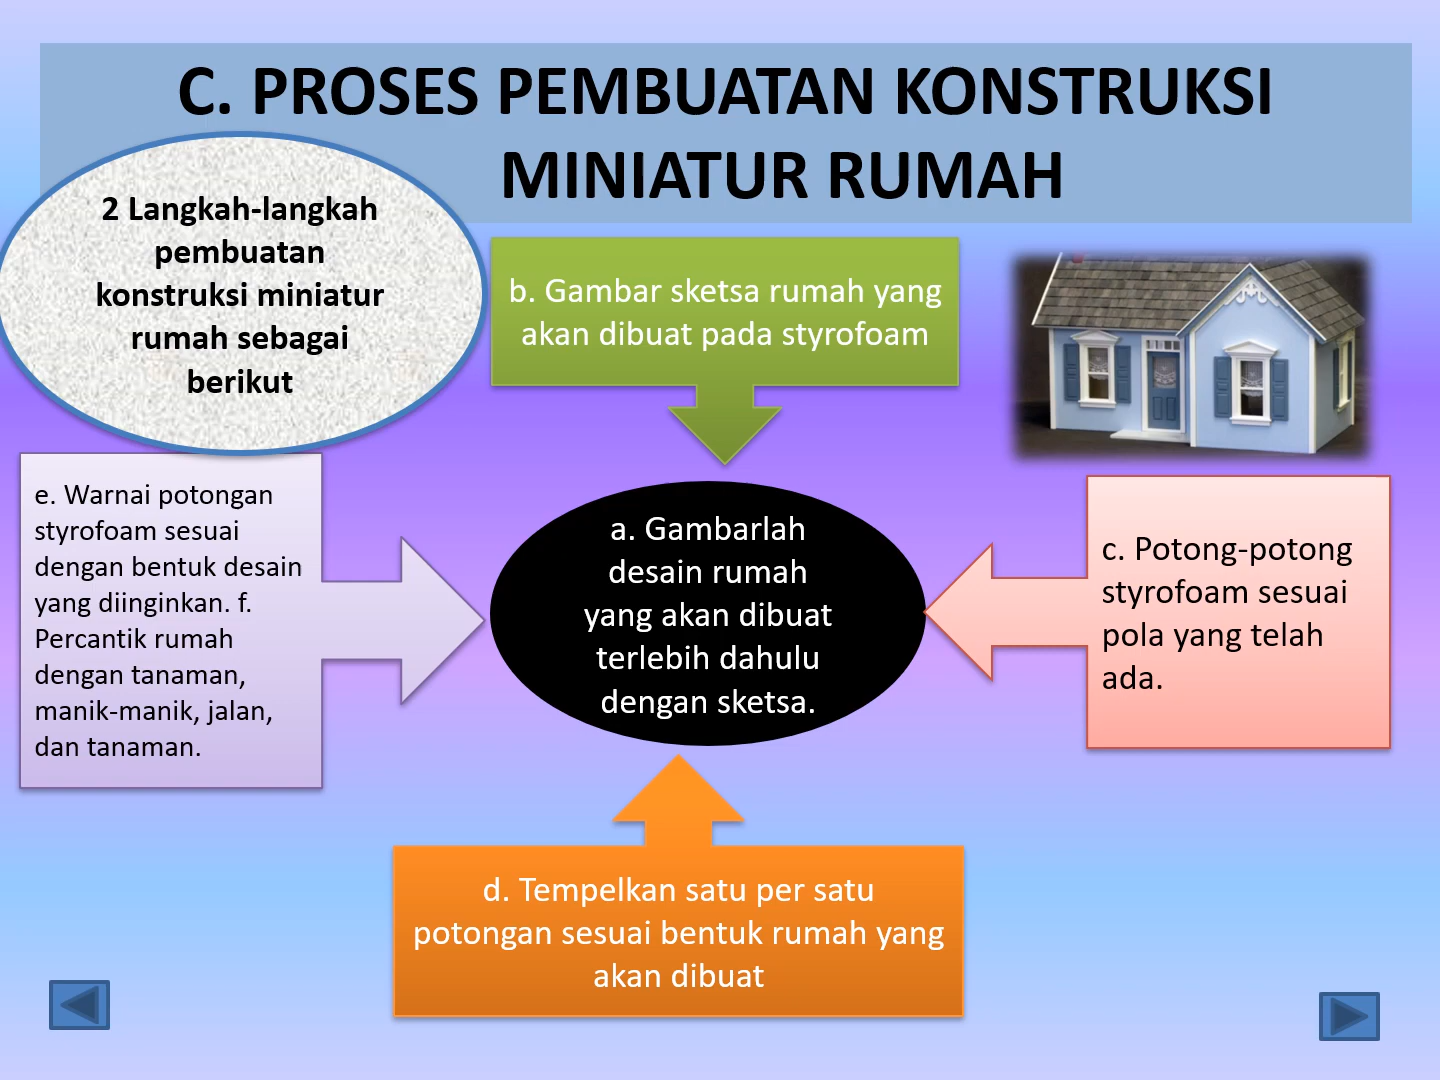 C. PROSES PEMBUATAN KONSTRUKSI
MINIATUR RUMAH
2 Langkah-langkah
pembuatan
konstruksi miniatur
rumah sebagai
berikut
b. Gambar sketsa rumah yang
akan dibuat pada styrofoam
e. Warnai potongan
styrofoam sesuai
dengan bentuk desain
yang diinginkan. f.
Percantik rumah
dengan tanaman,
manik-manik, jalan,
dan tanaman.
a. Gambarlah
desain rumah
yang akan dibuat
terlebih dahulu
dengan sketsa.
c. Potong-potong
styrofoam sesuai
pola yang telah
ada.
d. Tempelkan satu per satu
potongan sesuai bentuk rumah yang
akan dibuat